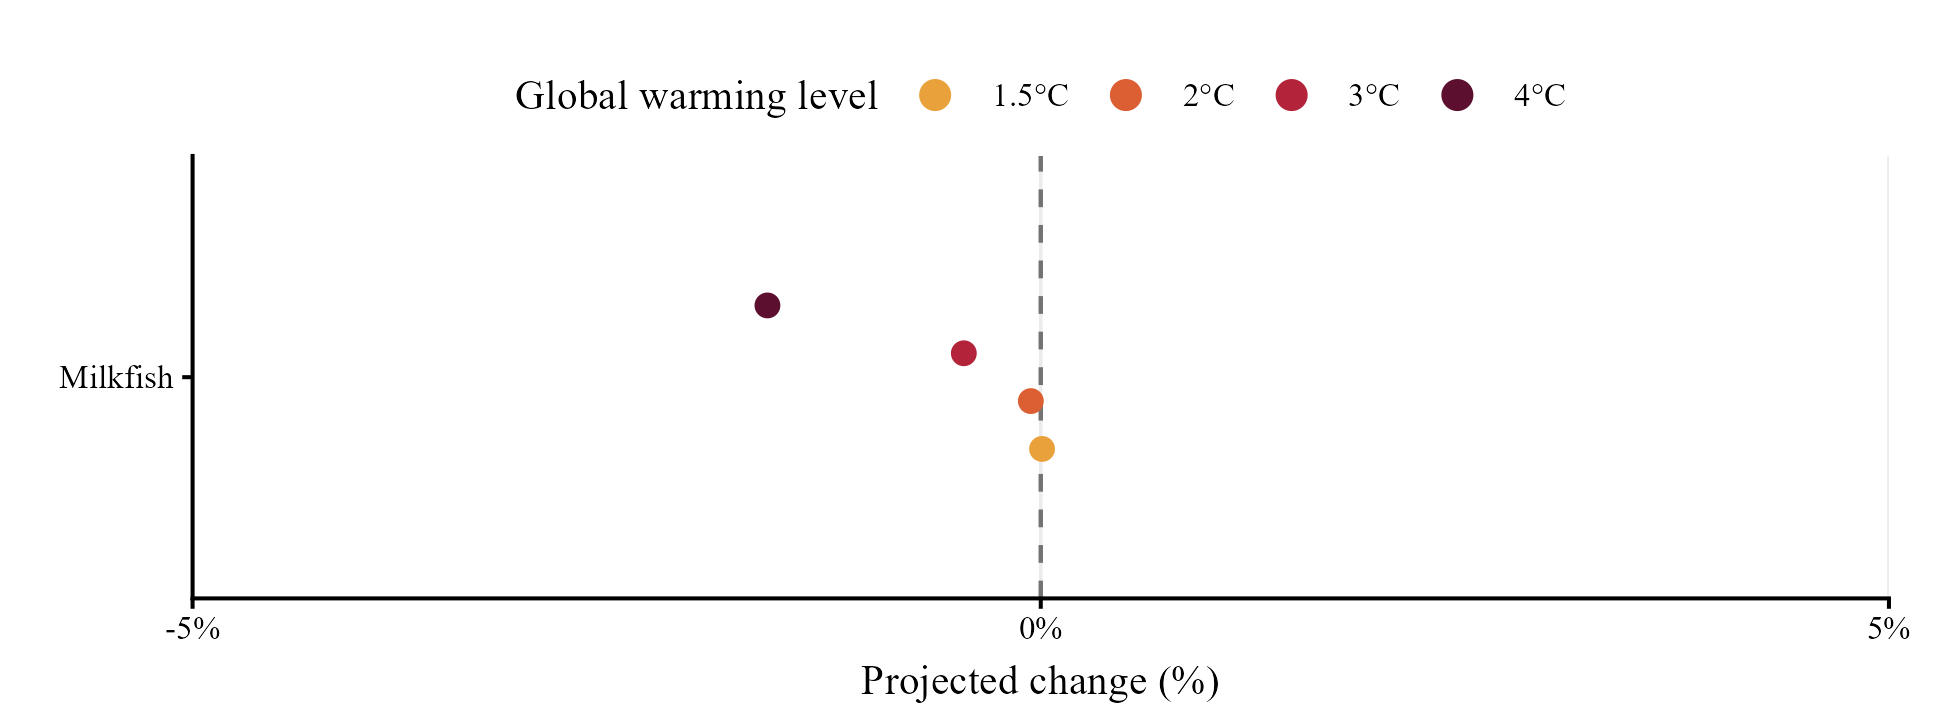 Global warming level 1.5°C 2°C 3°C 4°C
Milkfish
-5% 0% 5%
Projected change (%)